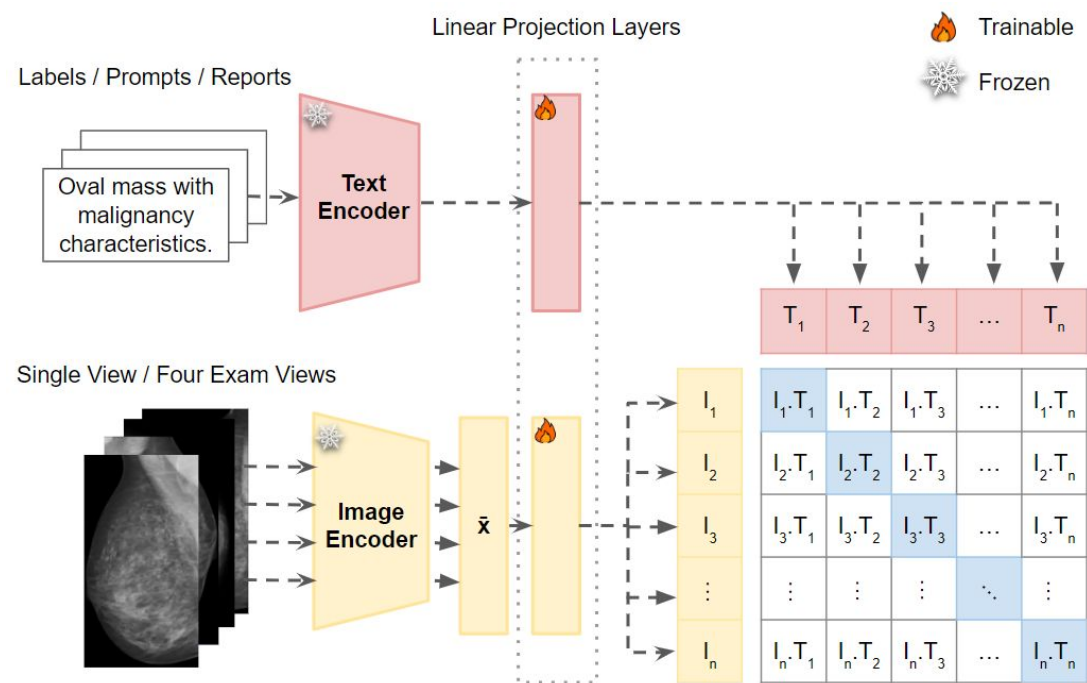 Linear Projection Layers
Trainable
Frozen
Labels / Prompts / Reports
Oval mass with
malignancy
characteristics.
Text
Encoder
T₁ T₂ T₃ … Tₙ
Single View / Four Exam Views
Image
Encoder
x̄
I₁ I₁.T₁ I₁.T₂ I₁.T₃ … I₁.Tₙ
I₂ I₂.T₁ I₂.T₂ I₂.T₃ … I₂.Tₙ
I₃ I₃.T₁ I₃.T₂ I₃.T₃ … I₃.Tₙ
⋮ ⋮ ⋮ ⋮ ⋱ ⋮
Iₙ Iₙ.T₁ Iₙ.T₂ Iₙ.T₃ … Iₙ.Tₙ